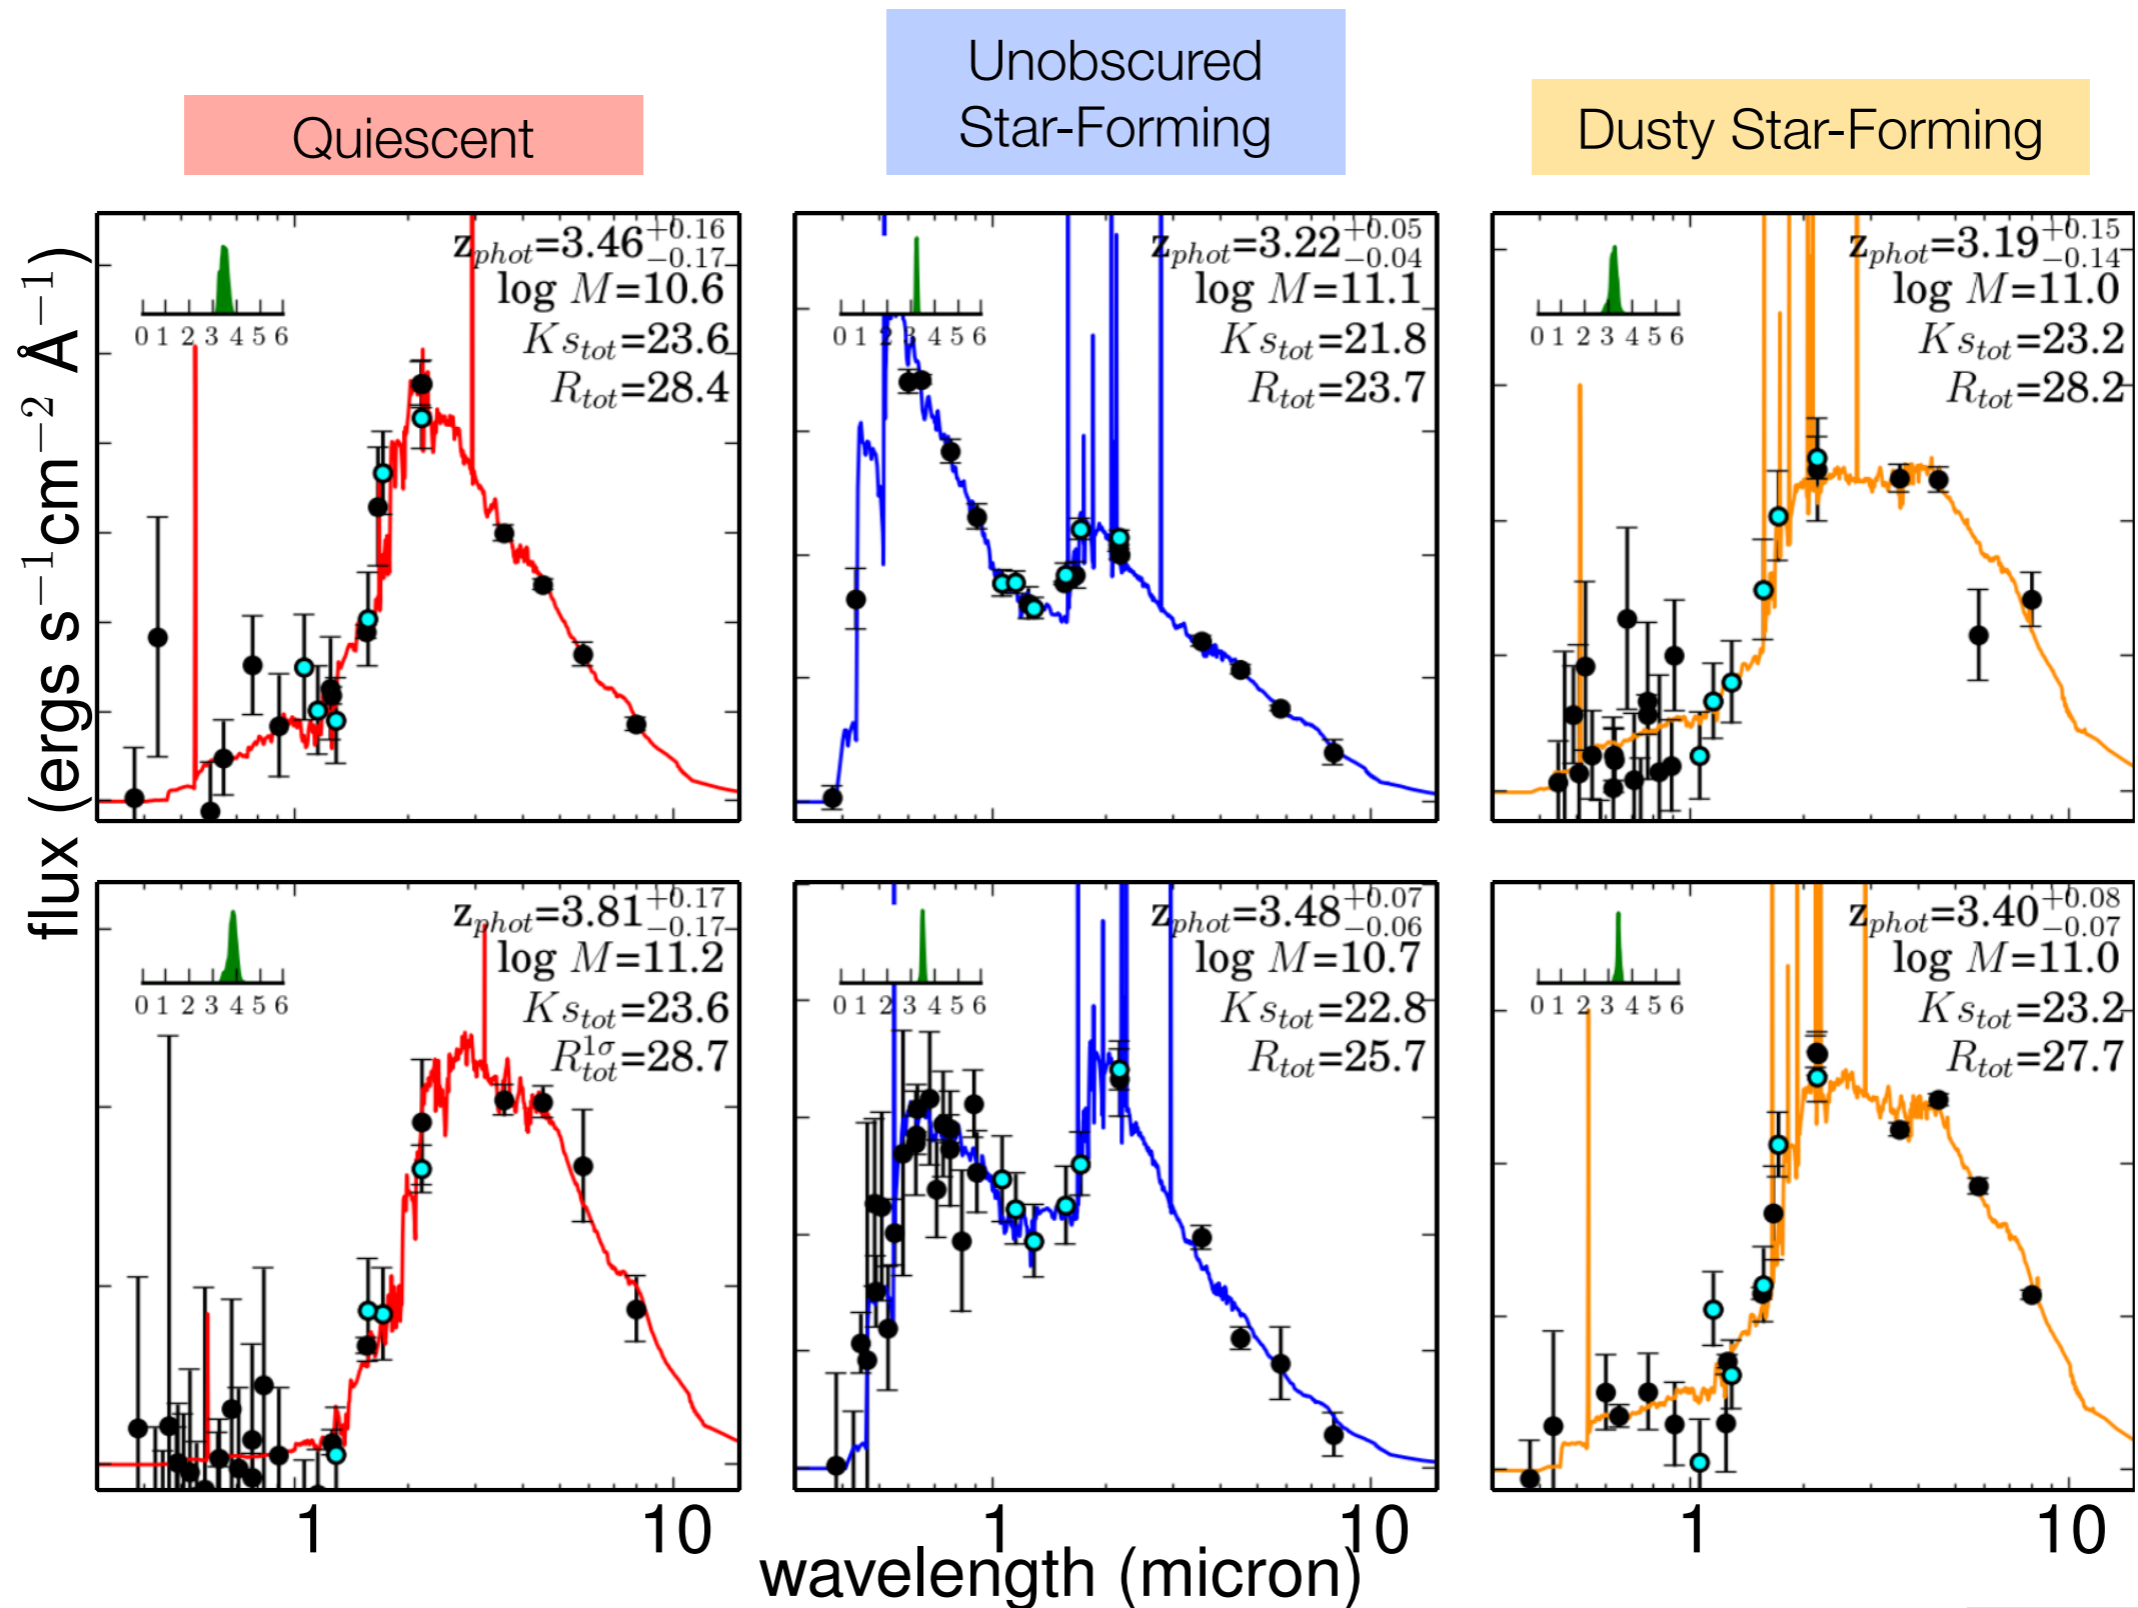 Quiescent
Unobscured
Star-Forming
Dusty Star-Forming
flux (ergs s⁻¹cm⁻² Å⁻¹)
z_phot=3.46 +0.16 −0.17
log M=10.6
Ks_tot=23.6
R_tot=28.4
0 1 2 3 4 5 6
z_phot=3.22 +0.05 −0.04
log M=11.1
Ks_tot=21.8
R_tot=23.7
0 1 2 3 4 5 6
z_phot=3.19 +0.15 −0.14
log M=11.0
Ks_tot=23.2
R_tot=28.2
0 1 2 3 4 5 6
z_phot=3.81 +0.17 −0.17
log M=11.2
Ks_tot=23.6
R_tot^1σ=28.7
0 1 2 3 4 5 6
z_phot=3.48 +0.07 −0.06
log M=10.7
Ks_tot=22.8
R_tot=25.7
0 1 2 3 4 5 6
z_phot=3.40 +0.08 −0.07
log M=11.0
Ks_tot=23.2
R_tot=27.7
0 1 2 3 4 5 6
1 10 1 10 1 10
wavelength (micron)